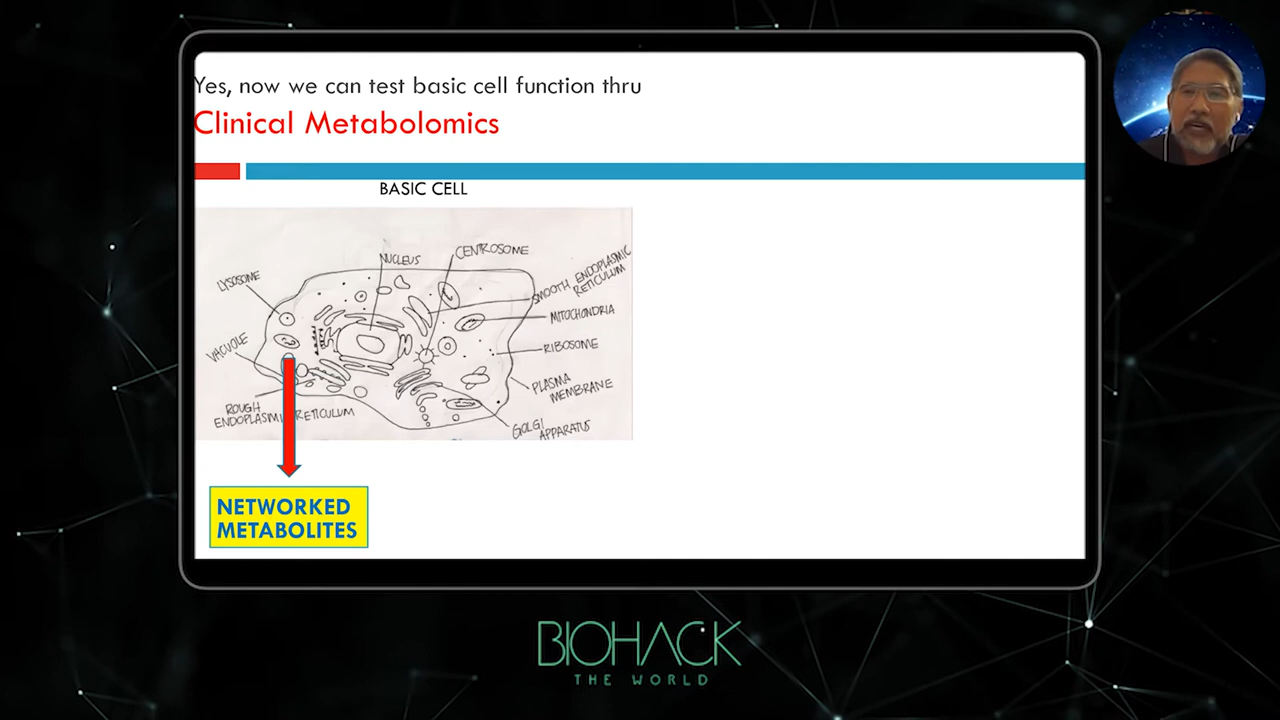 Yes, now we can test basic cell function thru
Clinical Metabolomics
BASIC CELL
NUCLEUS
CENTROSOME
LYSOSOME
SMOOTH ENDOPLASMIC
RETICULUM
MITOCHONDRIA
VACUOLE
RIBOSOME
PLASMA
MEMBRANE
ROUGH
ENDOPLASMI RETICULUM
GOLGI
APPARATUS
NETWORKED
METABOLITES
BIOHACK
THE WORLD